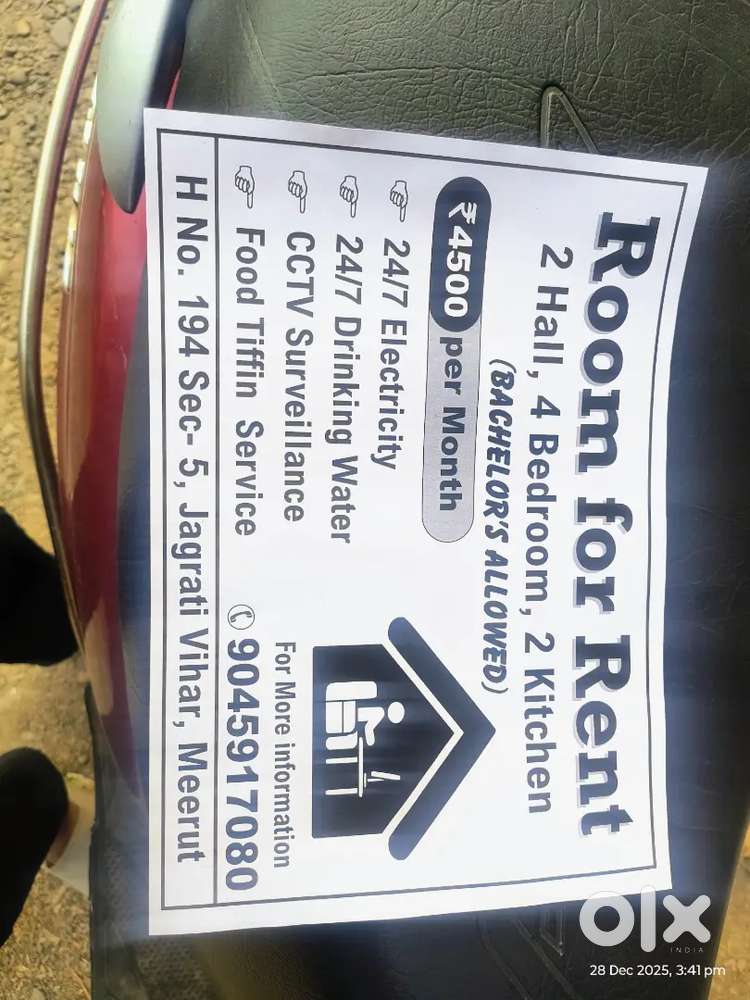 Room for Rent
2 Hall, 4 Bedroom, 2 Kitchen
(BACHELOR'S ALLOWED)
₹4500 per Month
24/7 Electricity
24/7 Drinking Water
CCTV Surveillance
Food Tiffin Service
For More information
9045917080
H No. 194 Sec- 5, Jagrati Vihar, Meerut
olx
INDIA
28 Dec 2025, 3:41 pm